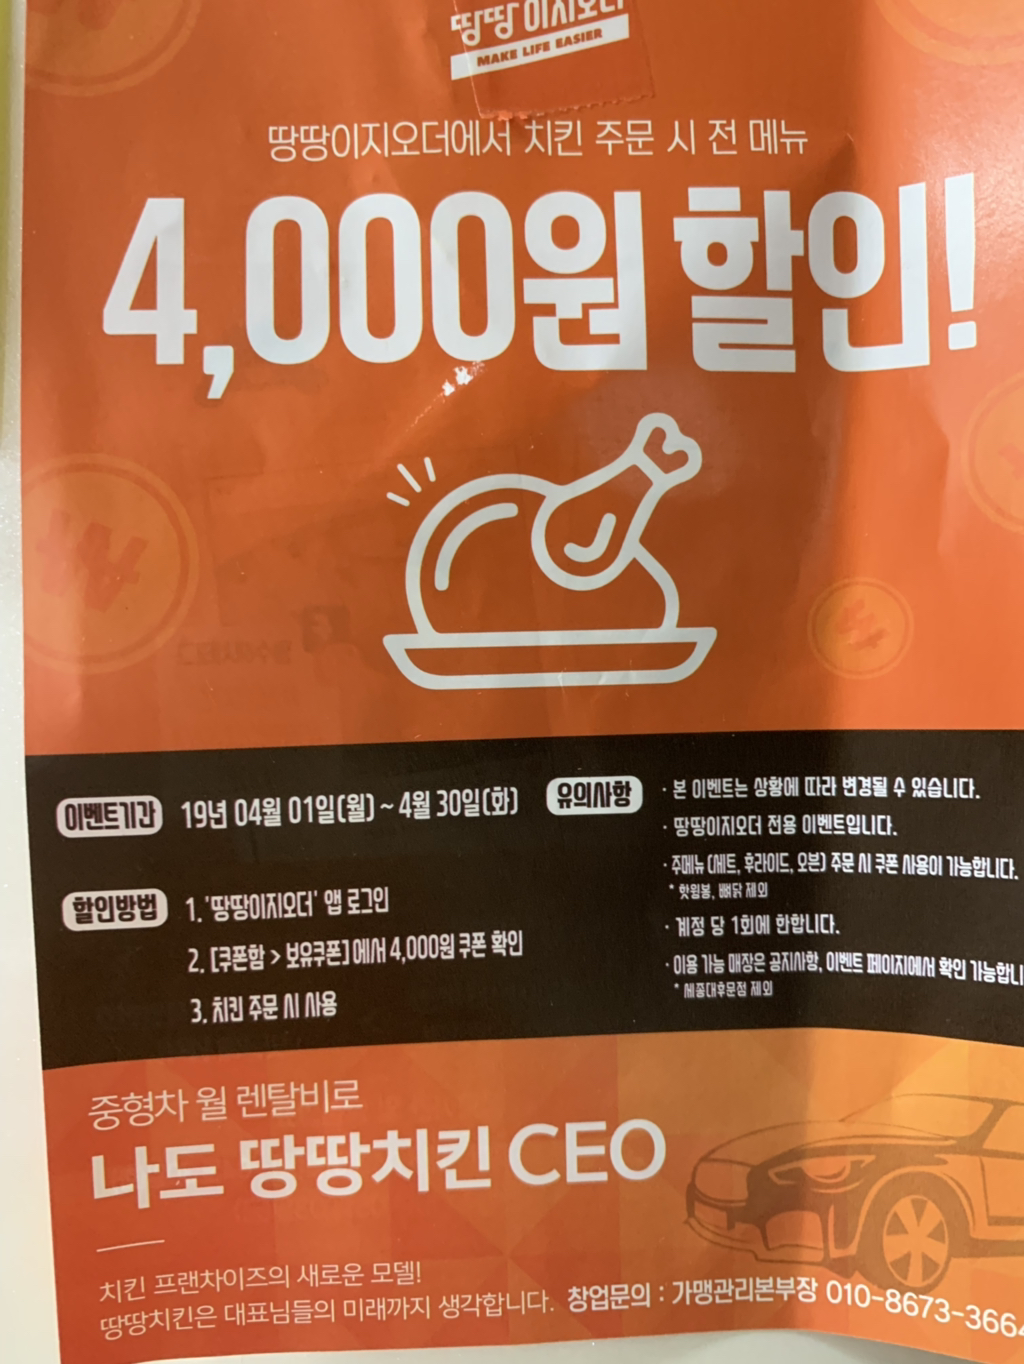 땅땅 이지오더
MAKE LIFE EASIER
땅땅이지오더에서 치킨 주문 시 전 메뉴
4,000원 할인!
이벤트기간 19년 04월 01일(월) ~ 4월 30일(화)
할인방법 1. '땅땅이지오더' 앱 로그인
2. [쿠폰함 > 보유쿠폰]에서 4,000원 쿠폰 확인
3. 치킨 주문 시 사용
유의사항 · 본 이벤트는 상황에 따라 변경될 수 있습니다.
· 땅땅이지오더 전용 이벤트입니다.
· 주메뉴 (세트, 후라이드, 오븐) 주문 시 쿠폰 사용이 가능합니다.
* 핫윙봉, 뼈닭 제외
· 계정 당 1회에 한합니다.
· 이용 가능 매장은 공지사항, 이벤트 페이지에서 확인 가능합니
* 세종대후문점 제외
중형차 월 렌탈비로
나도 땅땅치킨 CEO
치킨 프랜차이즈의 새로운 모델!
땅땅치킨은 대표님들의 미래까지 생각합니다.
창업문의 : 가맹관리본부장 010-8673-3664